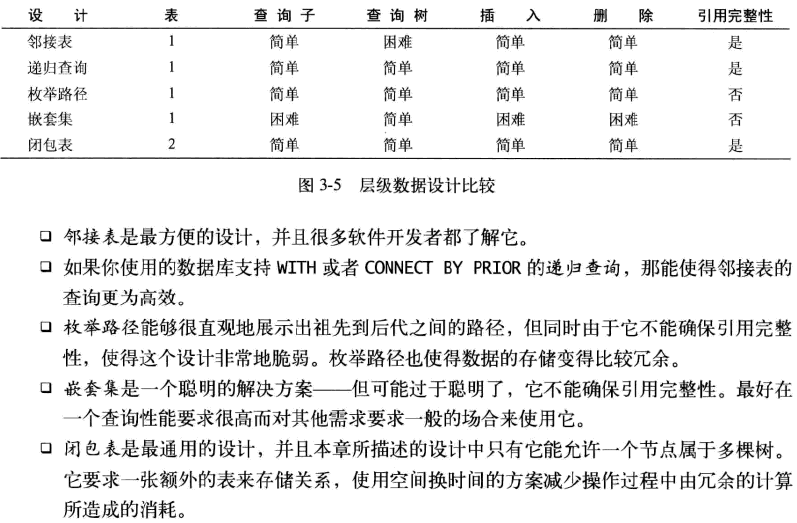 设 计 表 查 询 子 查 询 树 插 入 删 除 引用完整性
邻接表 1 简单 困难 简单 简单 是
递归查询 1 简单 简单 简单 简单 是
枚举路径 1 简单 简单 简单 简单 否
嵌套集 1 困难 简单 困难 困难 否
闭包表 2 简单 简单 简单 简单 是
图 3-5 层级数据设计比较
❑ 邻接表是最方便的设计，并且很多软件开发者都了解它。
❑ 如果你使用的数据库支持 WITH 或者 CONNECT BY PRIOR 的递归查询，那能使得邻接表的
查询更为高效。
❑ 枚举路径能够很直观地展示出祖先到后代之间的路径，但同时由于它不能确保引用完整
性，使得这个设计非常地脆弱。枚举路径也使得数据的存储变得比较冗余。
❑ 嵌套集是一个聪明的解决方案——但可能过于聪明了，它不能确保引用完整性。最好在
一个查询性能要求很高而对其他需求要求一般的场合来使用它。
❑ 闭包表是最通用的设计，并且本章所描述的设计中只有它能允许一个节点属于多棵树。
它要求一张额外的表来存储关系，使用空间换时间的方案减少操作过程中由冗余的计算
所造成的消耗。